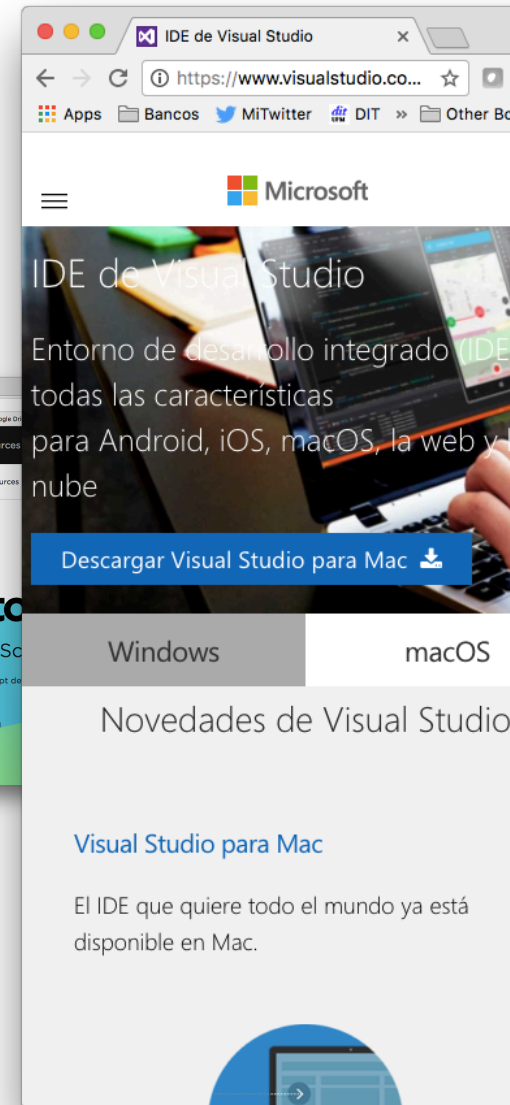 IDE de Visual Studio
https://www.visualstudio.co...
Apps Bancos MiTwitter dit UPM DIT » Other Bo
Microsoft
IDE de Visual Studio
Entorno de desarrollo integrado (IDE
todas las características
para Android, iOS, macOS, la web y l
nube
Descargar Visual Studio para Mac
Windows macOS
Novedades de Visual Studio
Visual Studio para Mac
El IDE que quiere todo el mundo ya está
disponible en Mac.